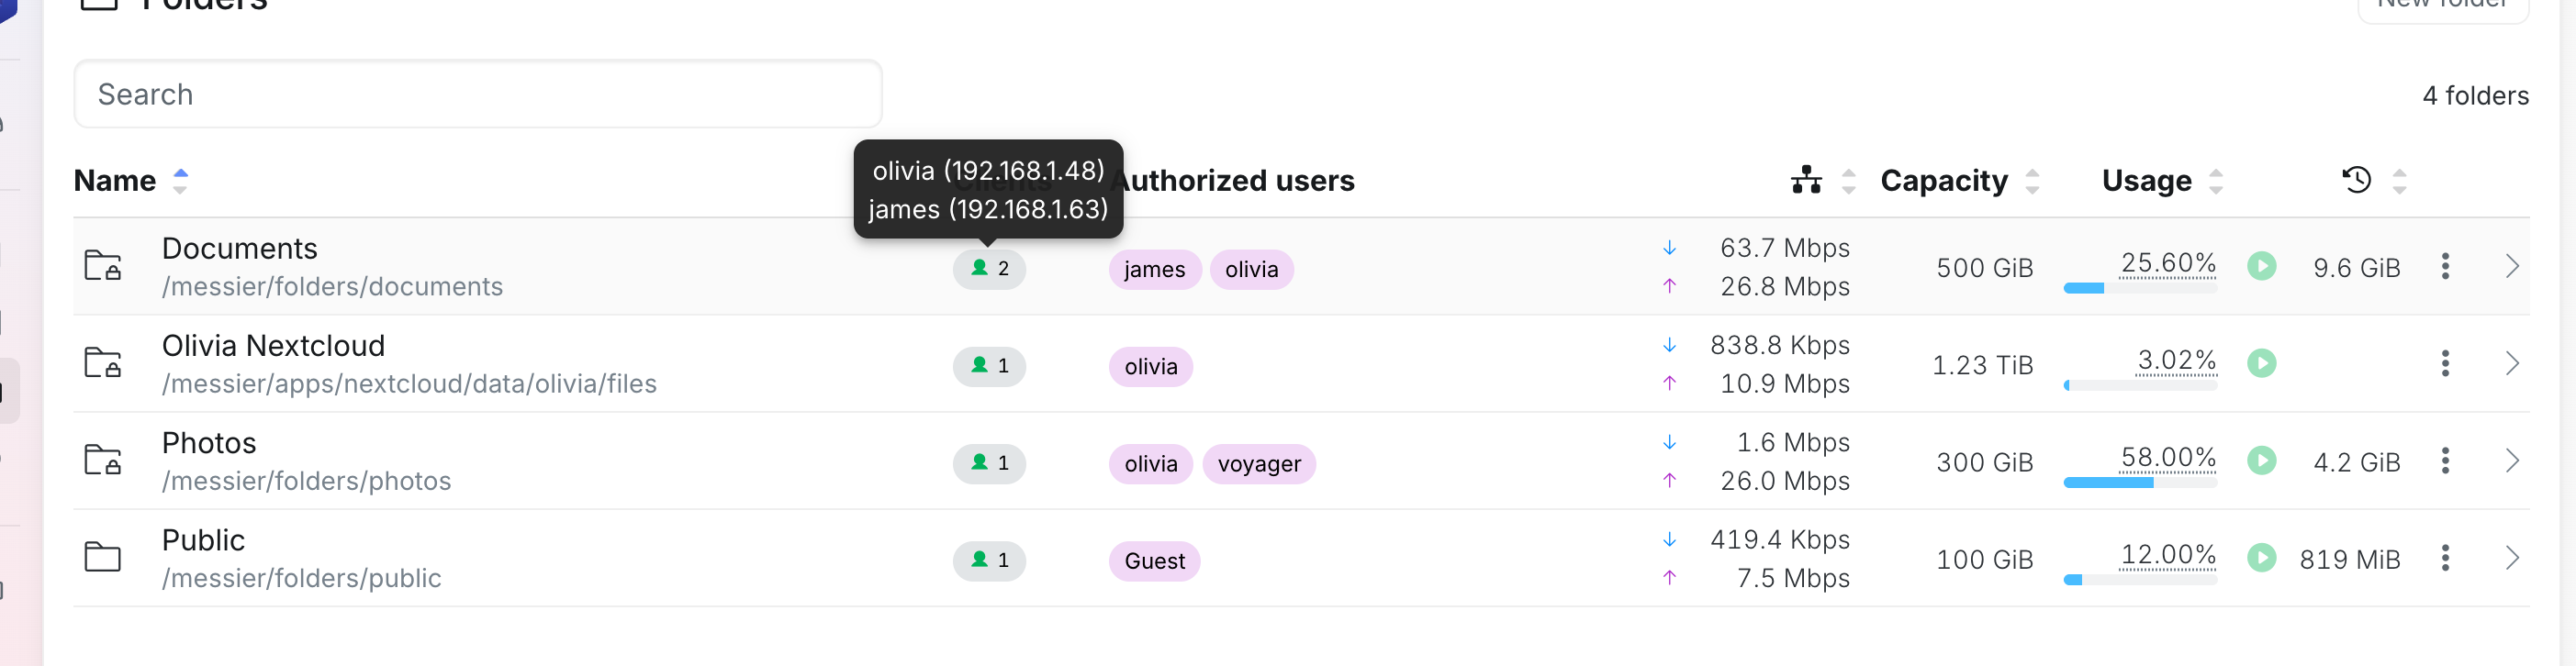 Folders
New folder
Search
4 folders
olivia (192.168.1.48)
james (192.168.1.63)
Name Clients Authorized users Capacity Usage
Documents
/messier/folders/documents
2
james olivia
63.7 Mbps
26.8 Mbps
500 GiB
25.60%
9.6 GiB
Olivia Nextcloud
/messier/apps/nextcloud/data/olivia/files
1
olivia
838.8 Kbps
10.9 Mbps
1.23 TiB
3.02%
Photos
/messier/folders/photos
1
olivia voyager
1.6 Mbps
26.0 Mbps
300 GiB
58.00%
4.2 GiB
Public
/messier/folders/public
1
Guest
419.4 Kbps
7.5 Mbps
100 GiB
12.00%
819 MiB